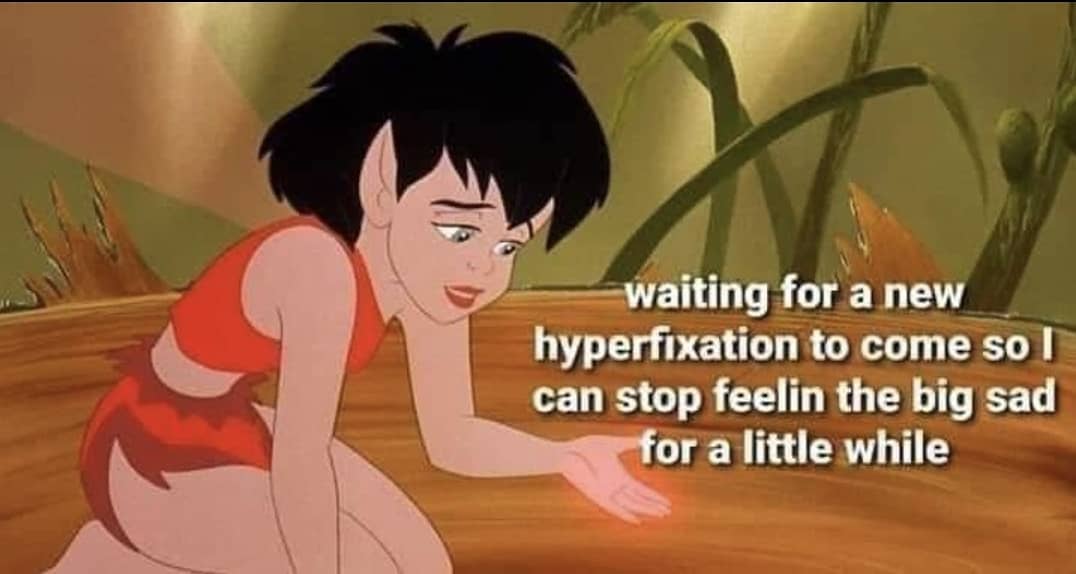 waiting for a new
hyperfixation to come so I
can stop feelin the big sad
for a little while